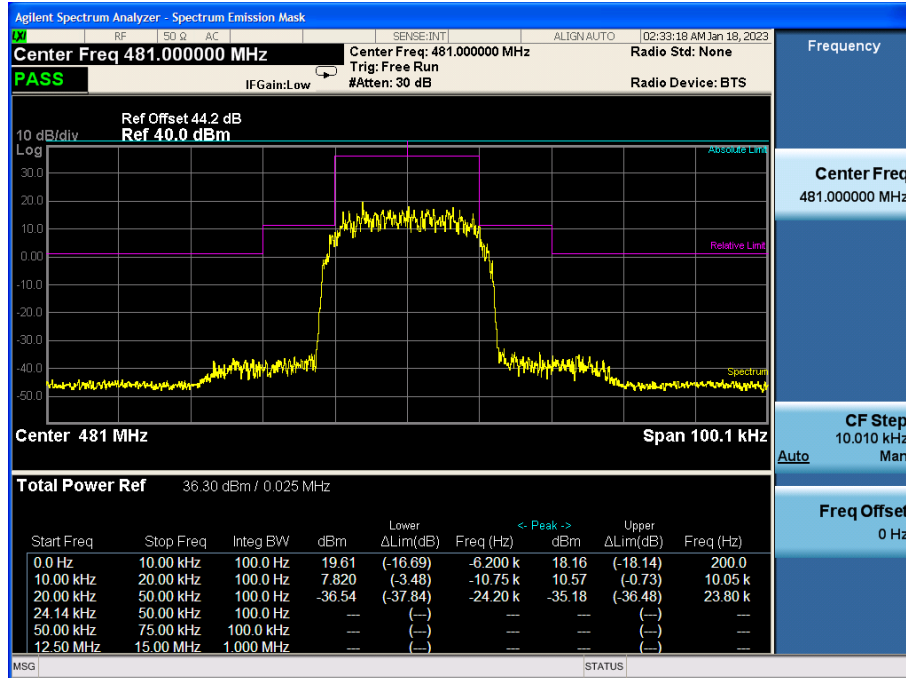 Agilent Spectrum Analyzer - Spectrum Emission Mask
LXI RF 50 Ω AC SENSE:INT ALIGN AUTO 02:33:18 AM Jan 18, 2023
Center Freq 481.000000 MHz Center Freq: 481.000000 MHz Radio Std: None Frequency
Trig: Free Run
PASS IFGain:Low #Atten: 30 dB Radio Device: BTS
Ref Offset 44.2 dB
10 dB/div Ref 40.0 dBm
Log Absolute Limit
30.0
20.0
10.0
0.00 Relative Limit
-10.0
-20.0
-30.0
-40.0 Spectrum
-50.0
Center Freq
481.000000 MHz
Center 481 MHz Span 100.1 kHz
CF Step
10.010 kHz
Auto Man
Freq Offset
0 Hz
Total Power Ref 36.30 dBm / 0.025 MHz
Lower <- Peak -> Upper
Start Freq Stop Freq Integ BW dBm ΔLim(dB) Freq (Hz) dBm ΔLim(dB) Freq (Hz)
0.0 Hz 10.00 kHz 100.0 Hz 19.61 (-16.69) -6.200 k 18.16 (-18.14) 200.0
10.00 kHz 20.00 kHz 100.0 Hz 7.820 (-3.48) -10.75 k 10.57 (-0.73) 10.05 k
20.00 kHz 50.00 kHz 100.0 Hz -36.54 (-37.84) -24.20 k -35.18 (-36.48) 23.80 k
24.14 kHz 50.00 kHz 100.0 Hz --- (---) --- --- (---) ---
50.00 kHz 75.00 kHz 100.0 kHz --- (---) --- --- (---) ---
12.50 MHz 15.00 MHz 1.000 MHz --- (---) --- --- (---) ---
MSG STATUS